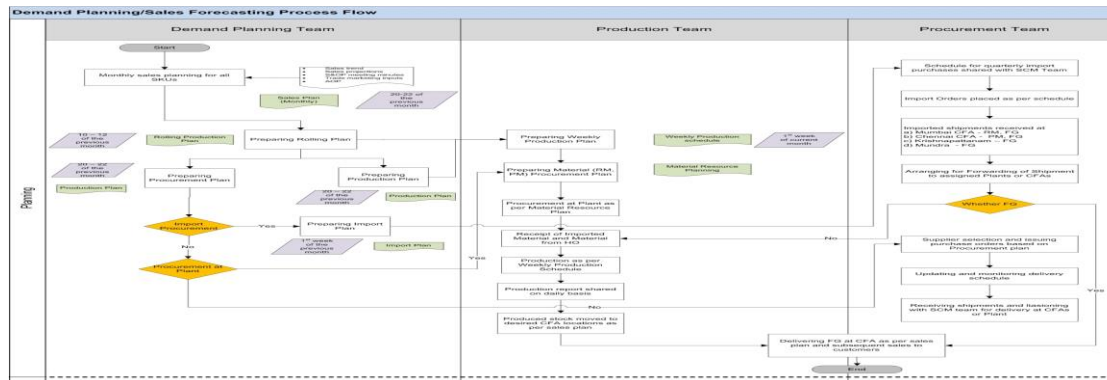 Demand Planning/Sales Forecasting Process Flow
Demand Planning Team
Production Team
Procurement Team
Planning
Start
Monthly sales planning for all
SKUs
Sales trend
Sales projections
S&OP meeting minutes
Trade marketing inputs
AOP
Sales Plan
(Monthly)
20-22 of
the
previous
month
10 – 12
of the
previous
month
Rolling Production
Plan
Preparing Rolling Plan
20 – 22
of the
previous
month
Production Plan
Preparing
Procurement Plan
Preparing
Production Plan
20 – 22
of the
previous
month
Production Plan
Import
Procurement
Yes
Preparing Import
Plan
1st week
of the
previous
month
Import Plan
No
Procurement at
Plant
Yes
No
Preparing Weekly
Production Plan
Weekly Production
schedule
1st week
of current
month
Preparing Material (RM,
PM) Procurement Plan
Material Resource
Planning
Procurement at Plant as
per Material Resource
Plan
Receipt of Imported
Material and Material
from HO
Production as per
Weekly Production
Schedule
Production report shared
on daily basis
Produced stock moved to
desired CFA locations as
per sales plan
Schedule for quarterly import
purchases shared with SCM Team
Import Orders placed as per
schedule
Imported shipments received at
a) Mumbai CFA - RM, FG
b) Chennai CFA - PM, FG
c) Krishnapattanam – FG
d) Mundra - FG
Arranging for Forwarding of Shipment
to assigned Plants or CFAs
Whether FG
No
Yes
Supplier selection and issuing
purchase orders based on
Procurement plan
Updating and monitoring delivery
schedule
Receiving shipments and liasioning
with SCM team for delivery at CFAs
or Plant
Delivering FG at CFA as per sales
plan and subsequent sales to
customers
End